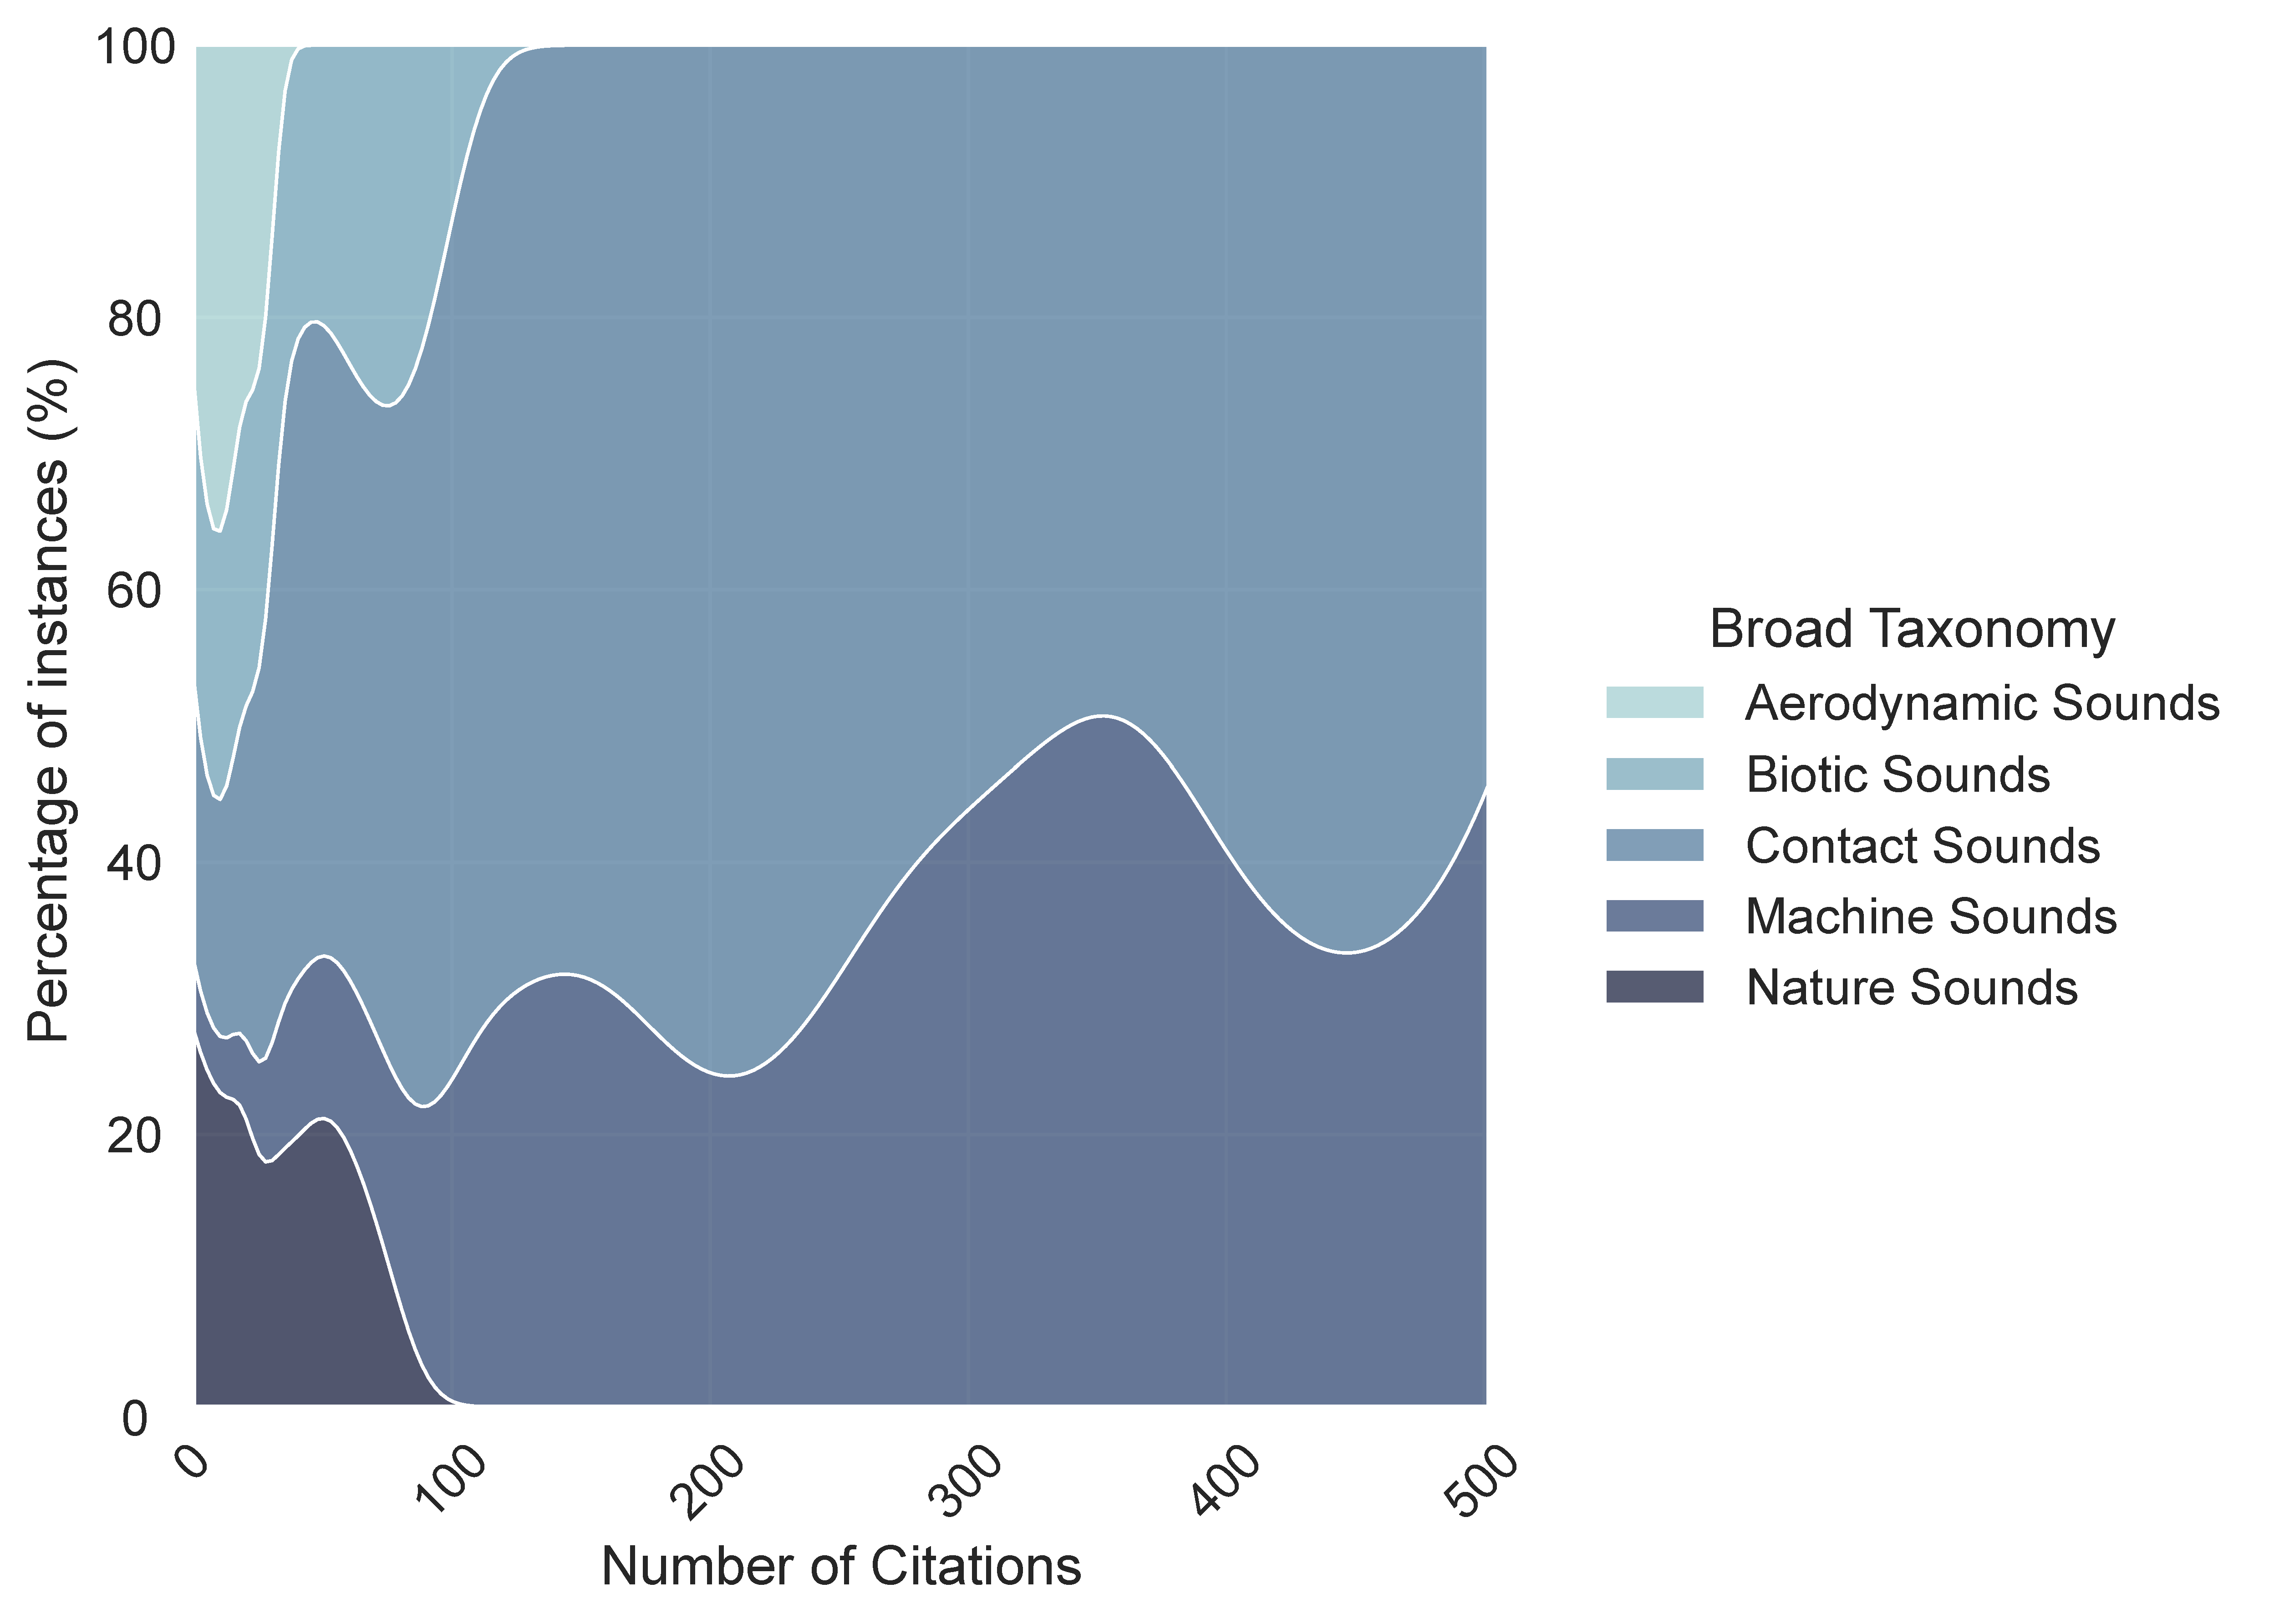 Percentage of instances (%)
100
80
60
40
20
0
0
100
200
300
400
500
Number of Citations
Broad Taxonomy
Aerodynamic Sounds
Biotic Sounds
Contact Sounds
Machine Sounds
Nature Sounds